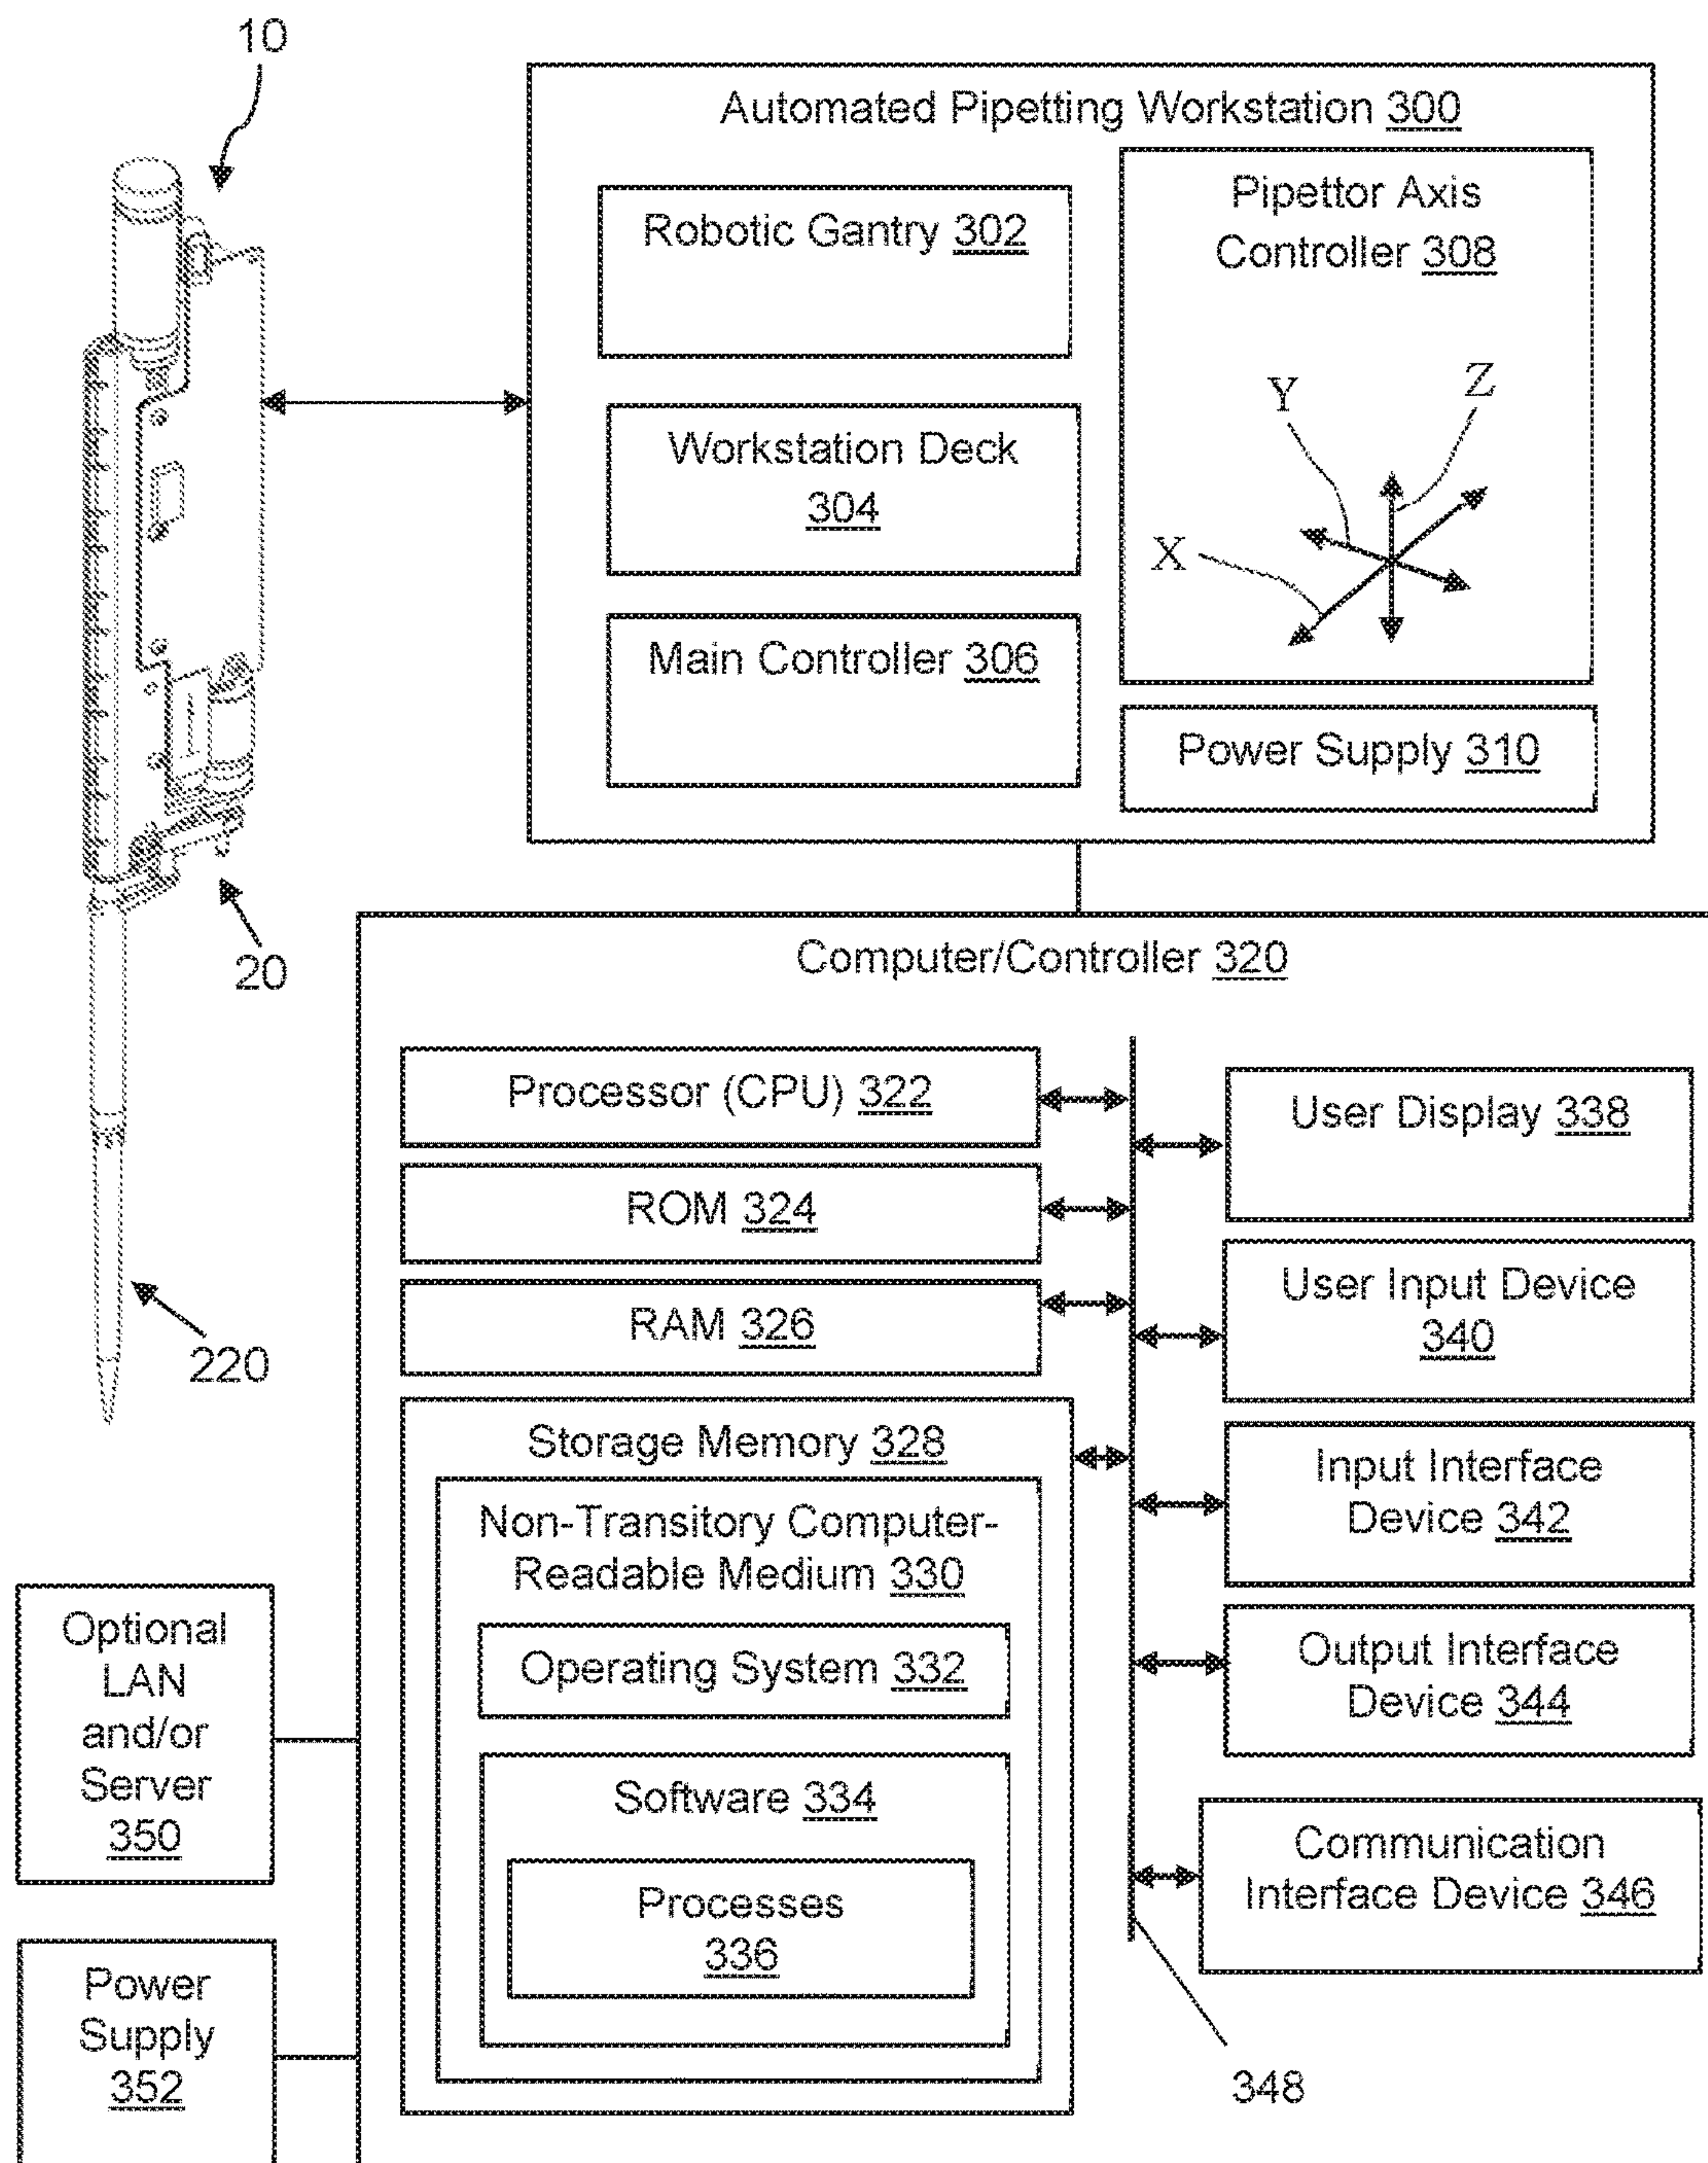 10
Automated Pipetting Workstation 300
Robotic Gantry 302
Workstation Deck
304
Main Controller 306
Pipettor Axis
Controller 308
Y
Z
X
Power Supply 310
20
220
Computer/Controller 320
Processor (CPU) 322
ROM 324
RAM 326
Storage Memory 328
Non-Transitory Computer-
Readable Medium 330
Operating System 332
Software 334
Processes
336
User Display 338
User Input Device
340
Input Interface
Device 342
Output Interface
Device 344
Communication
Interface Device 346
348
Optional
LAN
and/or
Server
350
Power
Supply
352